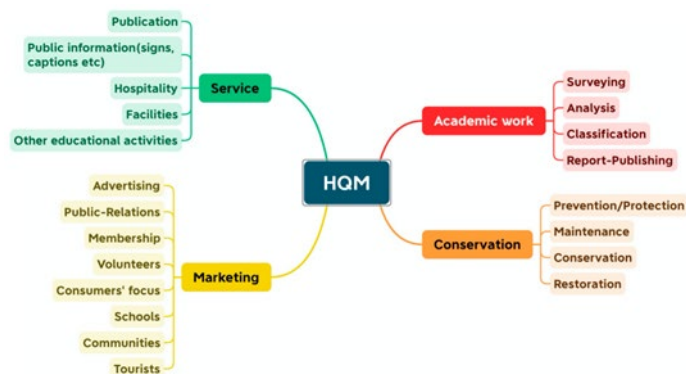 Publication
Public information(signs,
captions etc)
Hospitality
Facilities
Other educational activities
Service
Advertising
Public-Relations
Membership
Volunteers
Consumers' focus
Schools
Communities
Tourists
Marketing
HQM
Academic work
Surveying
Analysis
Classification
Report-Publishing
Conservation
Prevention/Protection
Maintenance
Conservation
Restoration